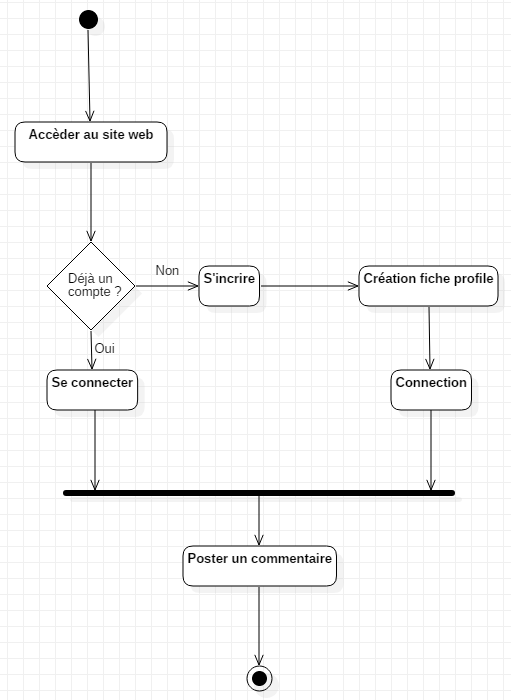 Accèder au site web
Déjà un
compte ?
Non
S'incrire
Création fiche profile
Oui
Se connecter
Connection
Poster un commentaire